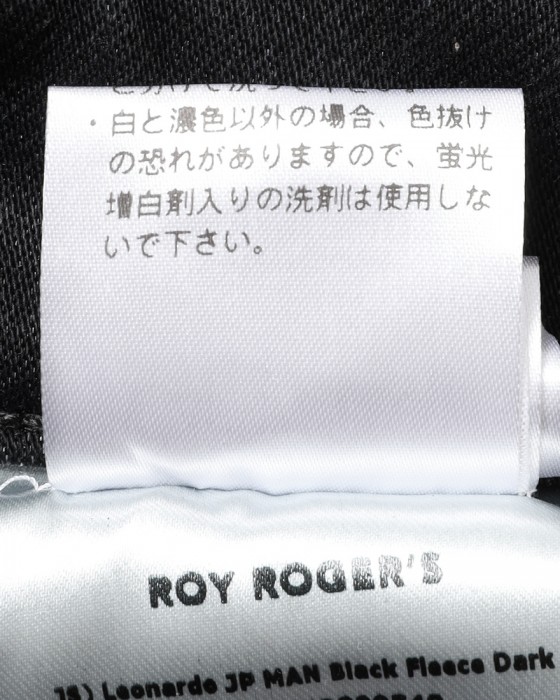 ・白と濃色以外の場合、色抜け
の恐れがありますので、蛍光
増白剤入りの洗剤は使用しな
いで下さい。
ROY ROGER'S
JS) Leonardo JP MAN Black Fleece Dark